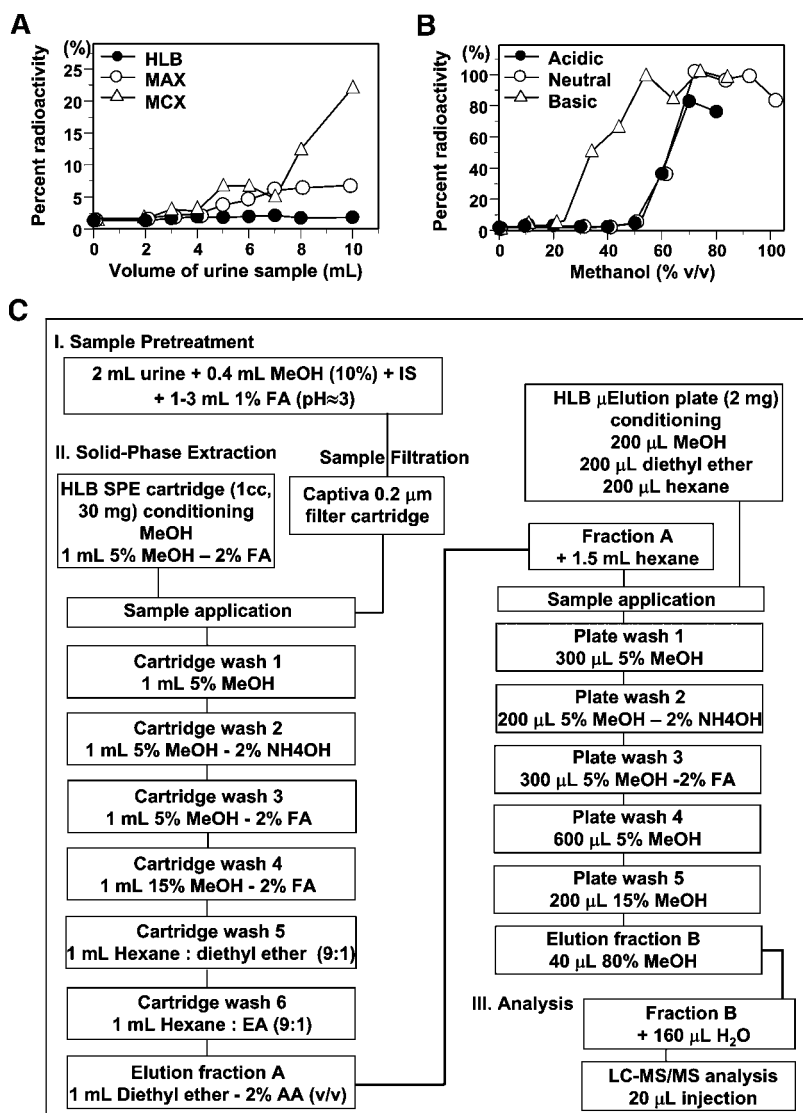 A
(%)
HLB
MAX
MCX
Percent radioactivity
25
20
15
10
5
0
0
2
4
6
8
10
Volume of urine sample (mL)
B
(%)
Acidic
Neutral
Basic
Percent radioactivity
100
80
60
40
20
0
0
20
40
60
80
100
Methanol (% v/v)
C
I. Sample Pretreatment
2 mL urine + 0.4 mL MeOH (10%) + IS
+ 1-3 mL 1% FA (pH≈3)
II. Solid-Phase Extraction
Sample Filtration
HLB SPE cartridge (1cc,
30 mg) conditioning
MeOH
1 mL 5% MeOH – 2% FA
Captiva 0.2 μm
filter cartridge
Sample application
Cartridge wash 1
1 mL 5% MeOH
Cartridge wash 2
1 mL 5% MeOH - 2% NH4OH
Cartridge wash 3
1 mL 5% MeOH - 2% FA
Cartridge wash 4
1 mL 15% MeOH - 2% FA
Cartridge wash 5
1 mL Hexane : diethyl ether (9:1)
Cartridge wash 6
1 mL Hexane : EA (9:1)
Elution fraction A
1 mL Diethyl ether - 2% AA (v/v)
HLB μElution plate (2 mg)
conditioning
200 μL MeOH
200 μL diethyl ether
200 μL hexane
Fraction A
+ 1.5 mL hexane
Sample application
Plate wash 1
300 μL 5% MeOH
Plate wash 2
200 μL 5% MeOH – 2% NH4OH
Plate wash 3
300 μL 5% MeOH -2% FA
Plate wash 4
600 μL 5% MeOH
Plate wash 5
200 μL 15% MeOH
Elution fraction B
40 μL 80% MeOH
III. Analysis
Fraction B
+ 160 μL H₂O
LC-MS/MS analysis
20 μL injection